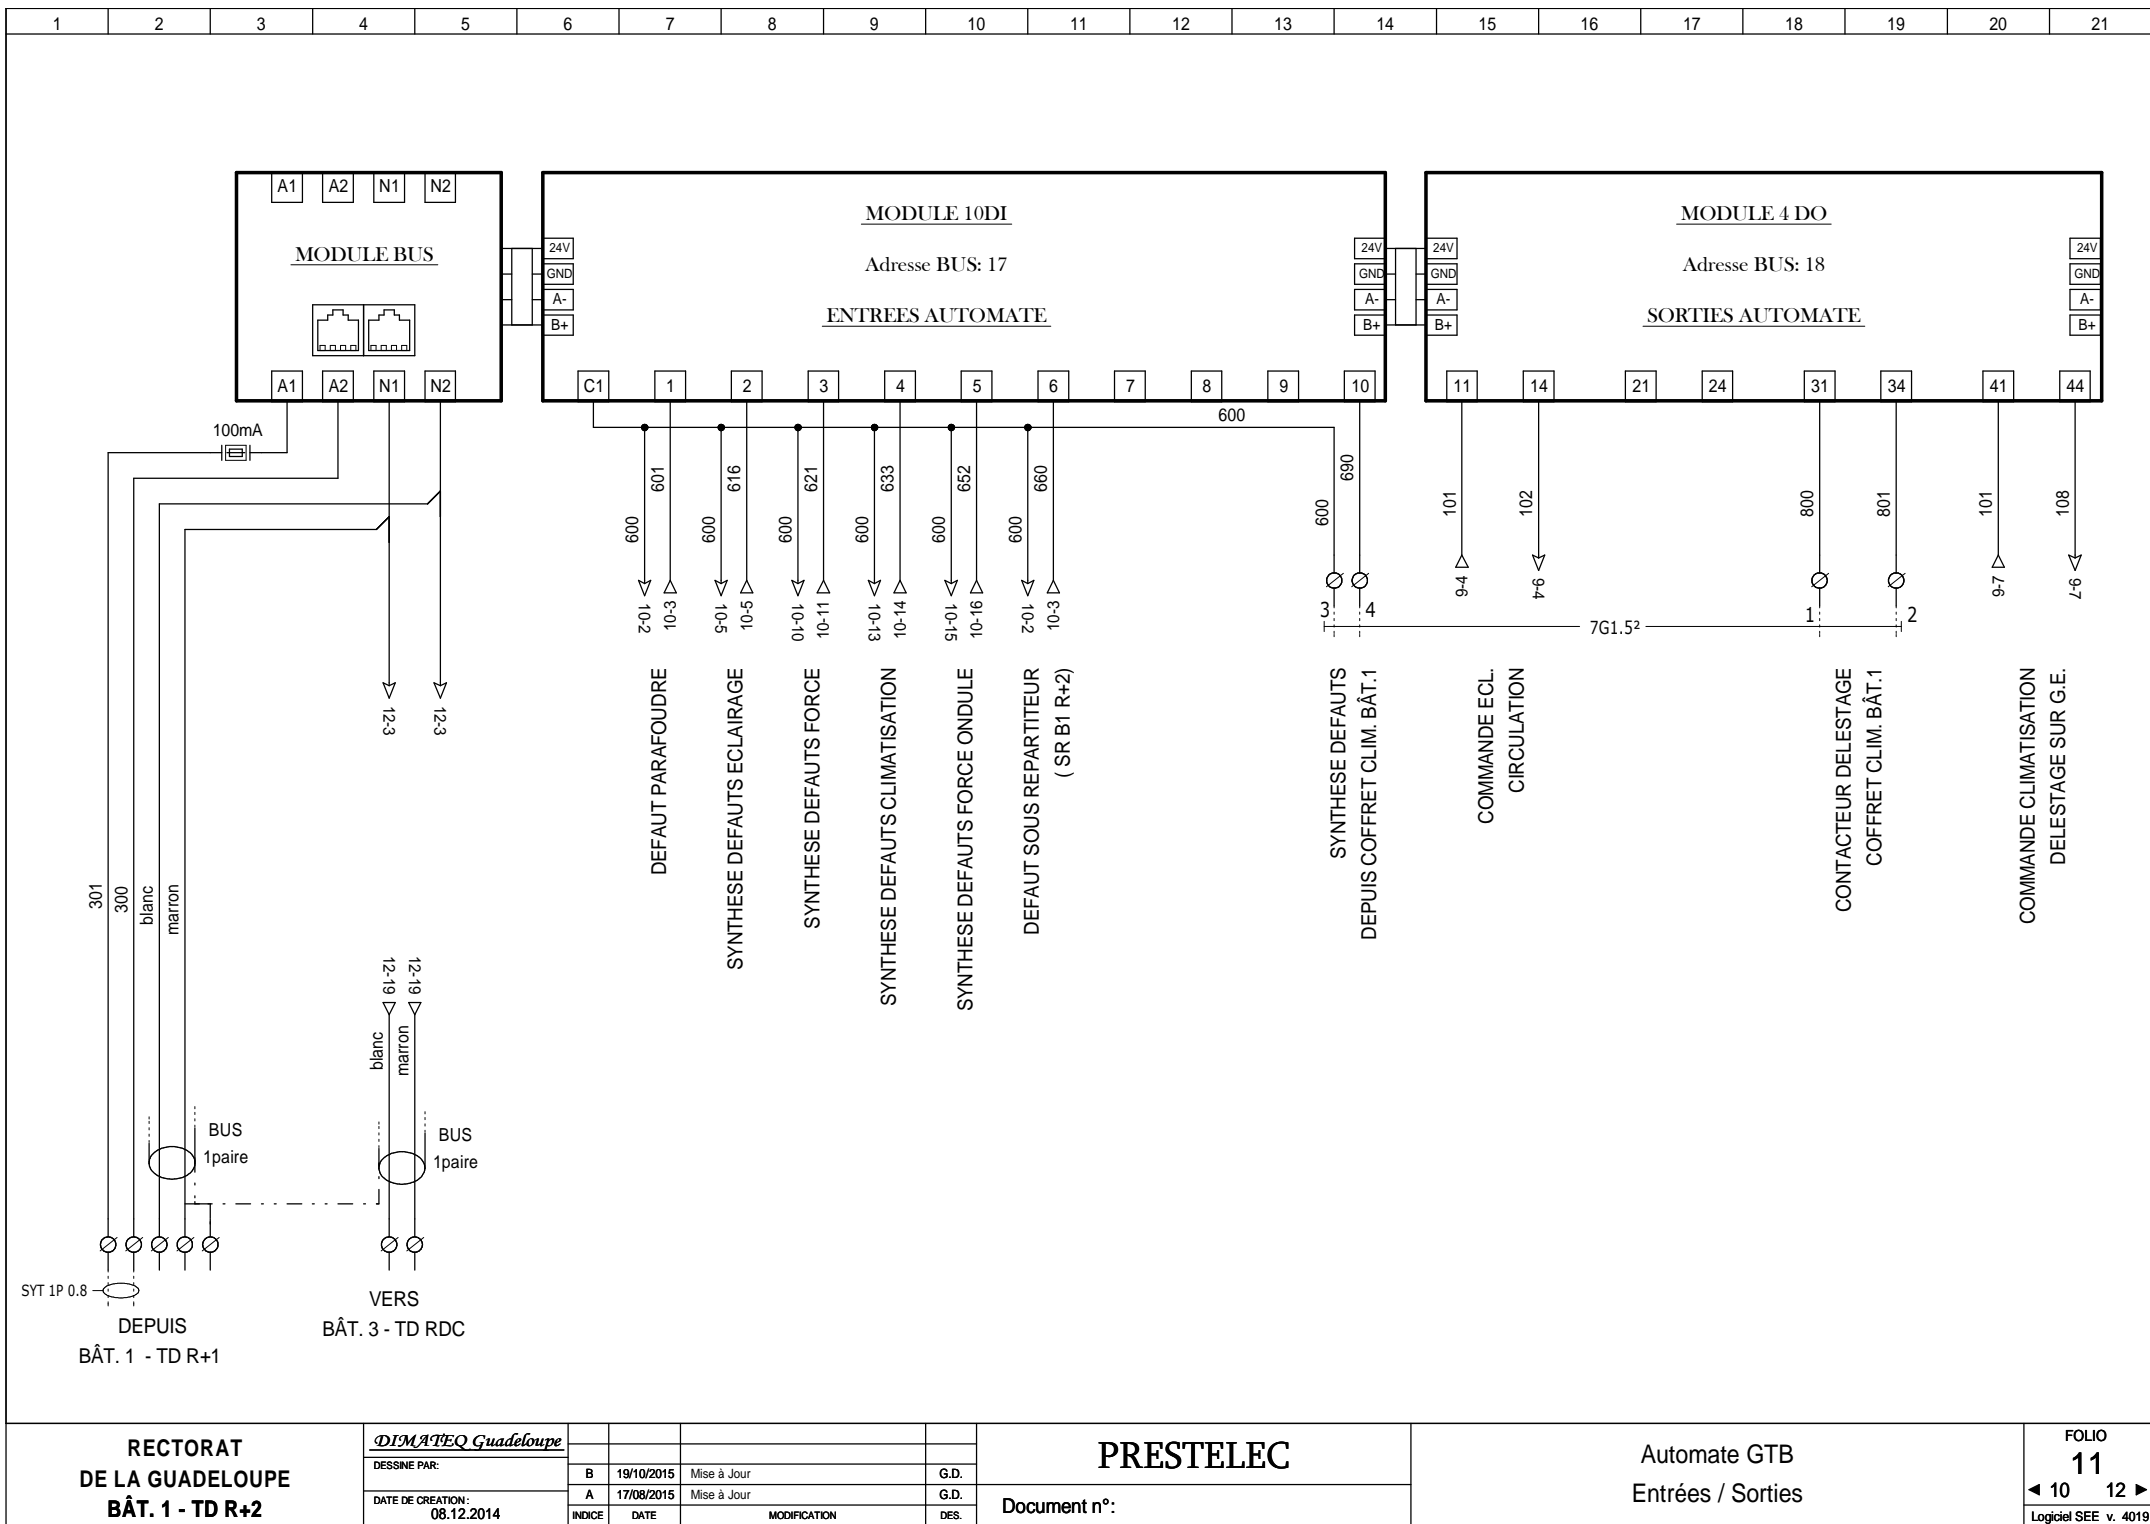 1 2 3 4 5 6 7 8 9 10 11 12 13 14 15 16 17 18 19 20 21
A1 A2 N1 N2
MODULE BUS
A1 A2 N1 N2
24V
GND
A-
B+
MODULE 10DI
Adresse BUS: 17
ENTREES AUTOMATE
24V
GND
A-
B+
C1 1 2 3 4 5 6 7 8 9 10
24V
GND
A-
B+
MODULE 4 DO
Adresse BUS: 18
SORTIES AUTOMATE
24V
GND
A-
B+
11 14 21 24 31 34 41 44
100mA
600
600 601 600 616 600 621 600 633 600 652 600 660 600 690 101 102 800 801 101 108
10-2 10-3 10-5 10-5 10-10 10-11 10-13 10-14 10-15 10-16 10-2 10-3
3 4
9-4 9-4
1 2
9-7 9-7
7G1.5²
12-3 12-3
DEFAUT PARAFOUDRE
SYNTHESE DEFAUTS ECLAIRAGE
SYNTHESE DEFAUTS FORCE
SYNTHESE DEFAUTS CLIMATISATION
SYNTHESE DEFAUTS FORCE ONDULE
DEFAUT SOUS REPARTITEUR
( SR B1 R+2)
SYNTHESE DEFAUTS
DEPUIS COFFRET CLIM. BÂT.1
COMMANDE ECL.
CIRCULATION
CONTACTEUR DELESTAGE
COFFRET CLIM. BÂT.1
COMMANDE CLIMATISATION
DELESTAGE SUR G.E.
301 300 blanc marron
12-19 12-19
blanc marron
BUS
1paire
BUS
1paire
SYT 1P 0.8
DEPUIS
BÂT. 1 - TD R+1
VERS
BÂT. 3 - TD RDC
RECTORAT
DE LA GUADELOUPE
BÂT. 1 - TD R+2
DIMATEQ Guadeloupe
DESSINE PAR:
DATE DE CREATION :
08.12.2014
B 19/10/2015 Mise à Jour G.D.
A 17/08/2015 Mise à Jour G.D.
INDICE DATE MODIFICATION DES.
PRESTELEC
Document n°:
Automate GTB
Entrées / Sorties
FOLIO
11
◄ 10 12 ►
Logiciel SEE v. 4019